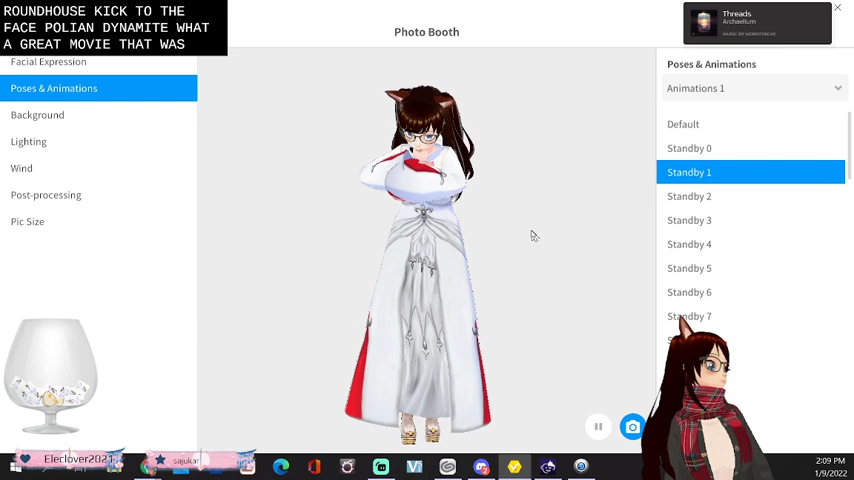 ROUNDHOUSE KICK TO THE
FACE POLIAN DYNAMITE WHAT
A GREAT MOVIE THAT WAS
Photo Booth
Threads
Archaellum
Facial Expression
Poses & Animations
Background
Lighting
Wind
Post-processing
Pic Size
Poses & Animations
Animations 1
Default
Standby 0
Standby 1
Standby 2
Standby 3
Standby 4
Standby 5
Standby 6
Standby 7
Eleclover2021
sajukar
2:09 PM
1/9/2022